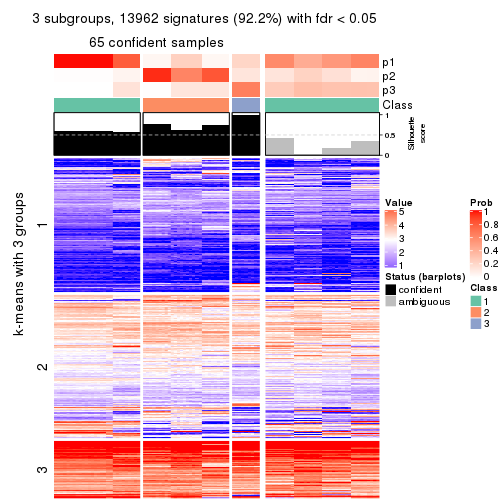 3 subgroups, 13962 signatures (92.2%) with fdr < 0.05
65 confident samples
p1
p2
p3
Class
1
0.5
0
Silhouette
score
k-means with 3 groups
1
2
3
Value
5
4
3
2
1
Status (barplots)
confident
ambiguous
Prob
1
0.8
0.6
0.4
0.2
0
Class
1
2
3